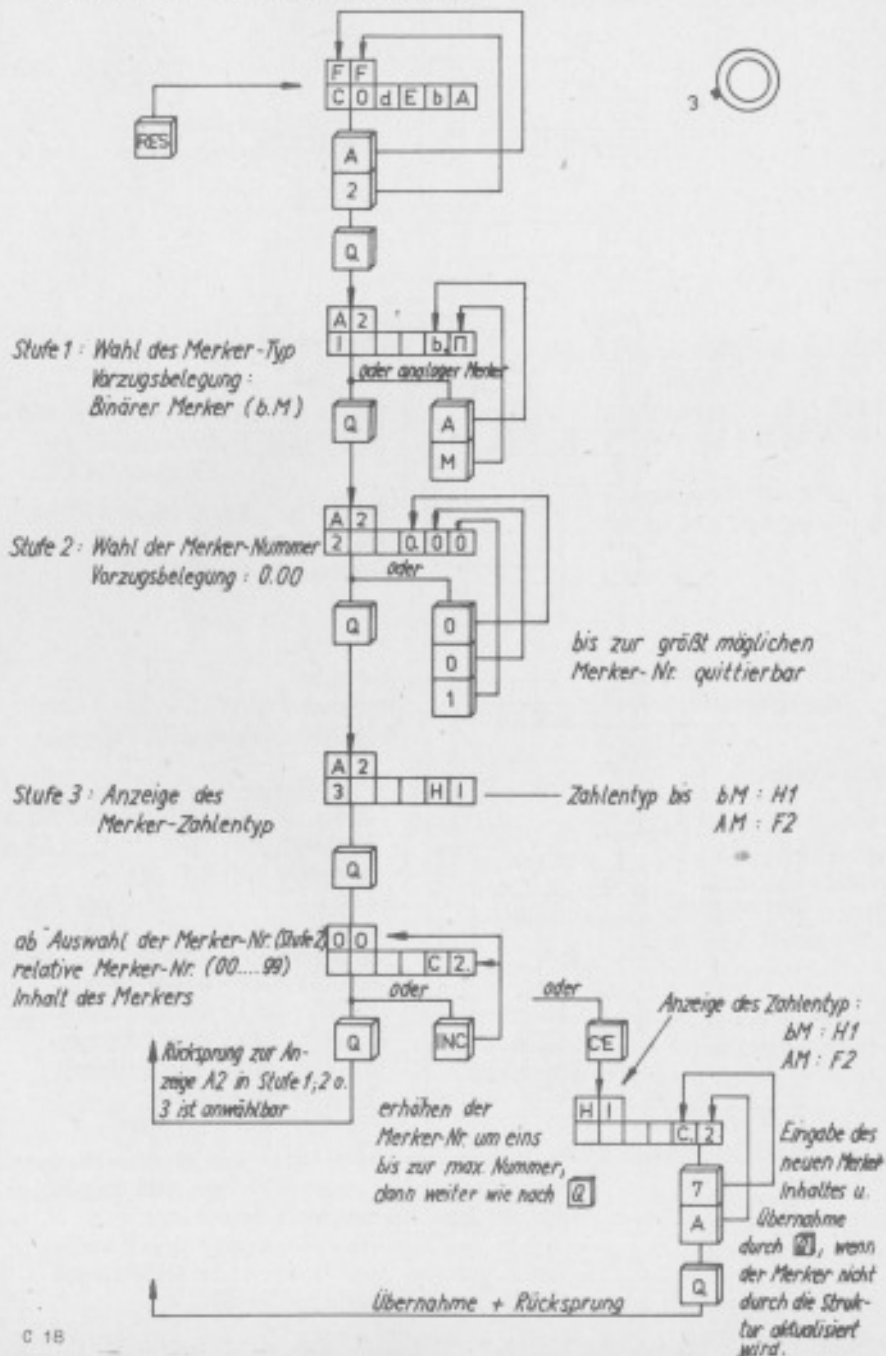 F F
C 0 d E b A
3
RES
A
2
Q
A 2
1 b. П
Stufe 1 : Wahl des Merker-Typ
Vorzugsbelegung :
Binärer Merker (b.M)
oder analoger Merker
Q
A
M
A 2
2 0. 0 0
Stufe 2 : Wahl der Merker-Nummer
Vorzugsbelegung : 0.00
oder
Q
0
0
1
bis zur größt möglichen
Merker-Nr. quittierbar
A 2
3 H 1
Stufe 3 : Anzeige des
Merker-Zahlentyp
Zahlentyp bis bM : H1
AM : F2
Q
ab Auswahl der Merker-Nr. (Stufe 2)
relative Merker-Nr. (00....99)
Inhalt des Merkers
0 0
C 2.
oder
Q
INC
oder
CE
Anzeige des Zahlentyp :
bM : H1
AM : F2
Rücksprung zur An-
zeige A2 in Stufe 1; 2 o.
3 ist anwählbar
erhöhen der
Merker-Nr. um eins
bis zur max. Nummer,
dann weiter wie nach Q
H 1
C. 2
7
A
Q
Eingabe des
neuen Merker
Inhaltes u.
Übernahme
durch Q, wenn
der Merker nicht
durch die Struk-
tur aktualisiert
wird.
Übernahme + Rücksprung
C 18